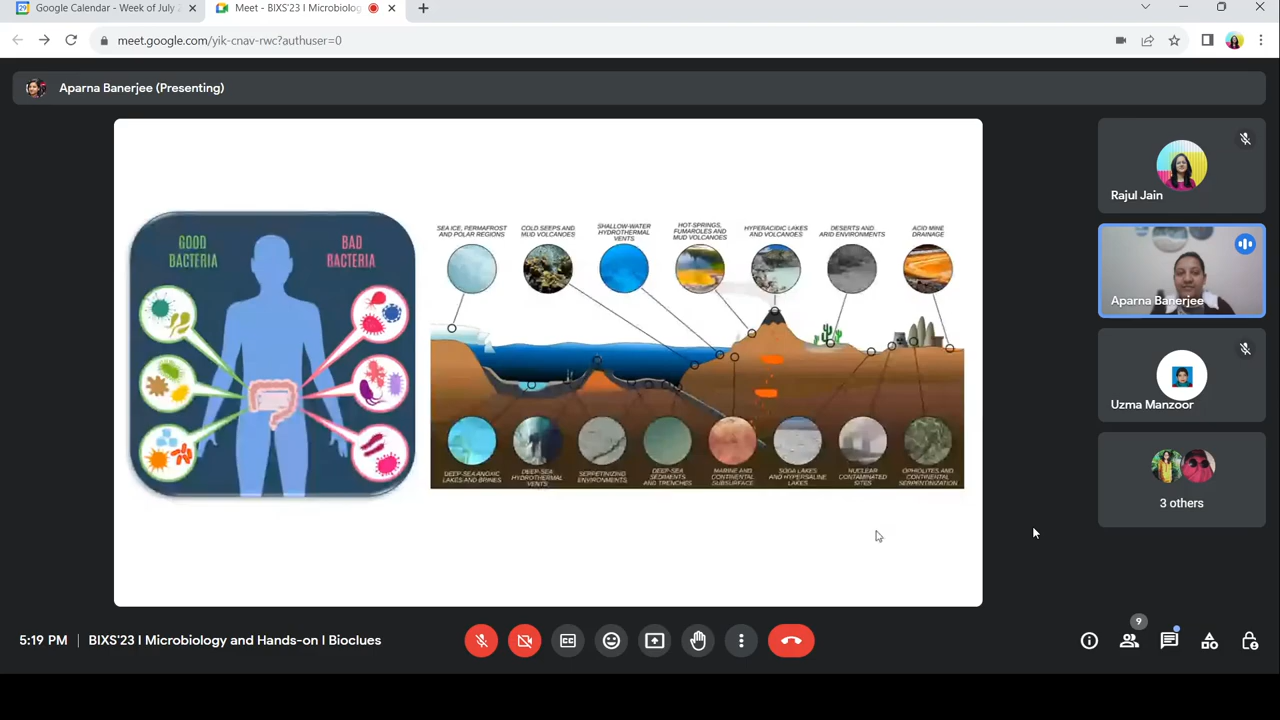 Google Calendar - Week of July 2
Meet - BIXS'23 I Microbiolog
meet.google.com/yik-cnav-rwc?authuser=0
Aparna Banerjee (Presenting)
GOOD
BACTERIA
BAD
BACTERIA
SEA ICE, PERMAFROST
AND POLAR REGIONS
COLD SEEPS AND
MUD VOLCANOES
SHALLOW-WATER
HYDROTHERMAL
VENTS
HOT-SPRINGS,
FUMAROLES AND
MUD VOLCANOES
HYPERACIDIC LAKES
AND VOLCANOES
DESERTS AND
ARID ENVIRONMENTS
ACID MINE
DRAINAGE
DEEP-SEA ANOXIC
LAKES AND BRINES
DEEP-SEA
HYDROTHERMAL
VENTS
SERPETINIZING
ENVIRONMENTS
DEEP-SEA
SEDIMENTS
AND TRENCHES
MARINE AND
CONTINENTAL
SUBSURFACE
SODA LAKES
AND HYPERSALINE
LAKES
NUCLEAR
CONTAMINATED
SITES
OPHIOLITES AND
CONTINENTAL
SERPENTINIZATION
Rajul Jain
Aparna Banerjee
Uzma Manzoor
3 others
5:19 PM
BIXS'23 I Microbiology and Hands-on I Bioclues
9